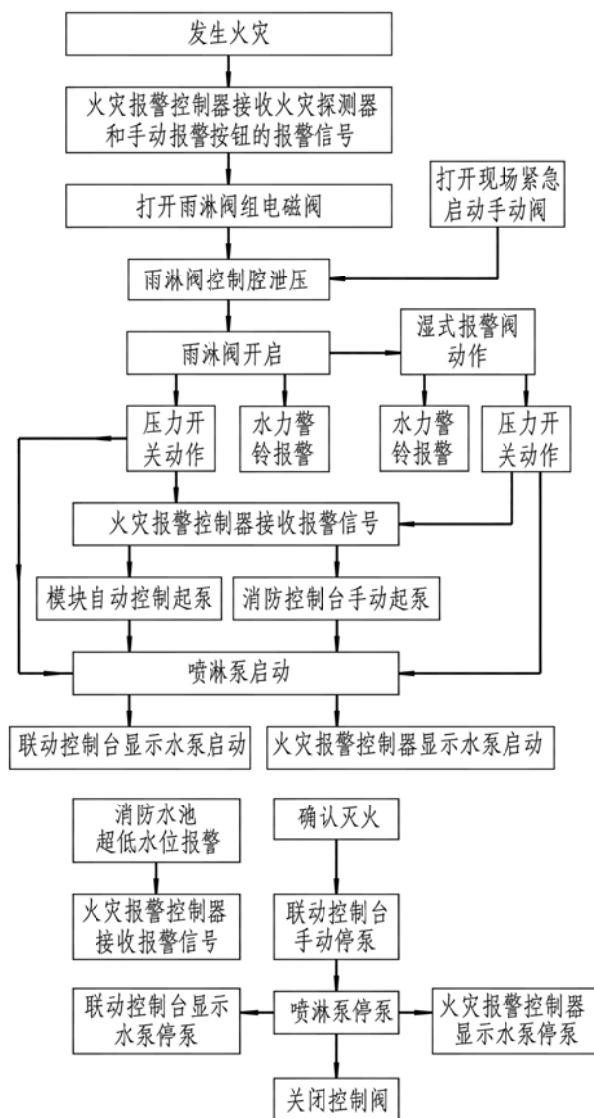 发生火灾
火灾报警控制器接收火灾探测器
和手动报警按钮的报警信号
打开雨淋阀组电磁阀
打开现场紧急
启动手动阀
雨淋阀控制腔泄压
雨淋阀开启
湿式报警阀
动作
压力开
关动作
水力警
铃报警
水力警
铃报警
压力开
关动作
火灾报警控制器接收报警信号
模块自动控制起泵
消防控制台手动起泵
喷淋泵启动
联动控制台显示水泵启动
火灾报警控制器显示水泵启动
消防水池
超低水位报警
确认灭火
火灾报警控制器
接收报警信号
联动控制台
手动停泵
联动控制台显示
水泵停泵
喷淋泵停泵
火灾报警控制器
显示水泵停泵
关闭控制阀